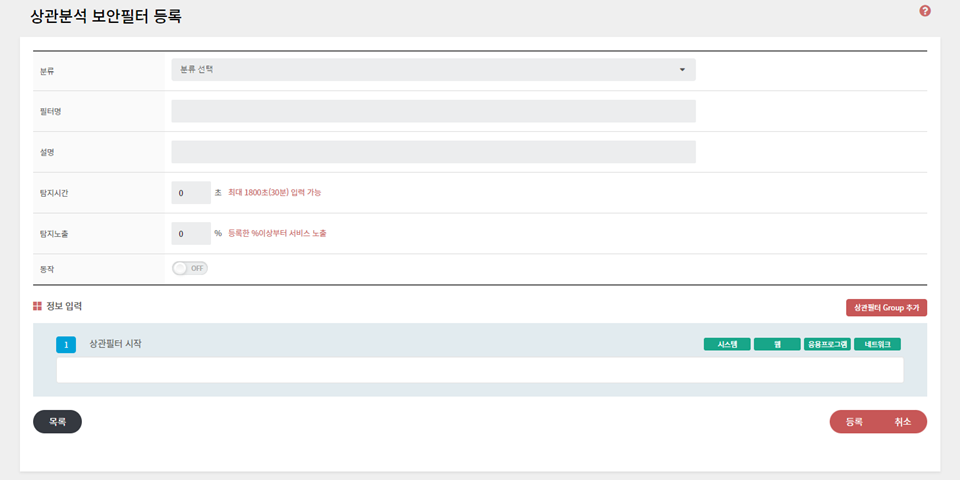 상관분석 보안필터 등록
?
분류
분류 선택
필터명
설명
탐지시간
0 초 최대 1800초(30분) 입력 가능
탐지노출
0 % 등록한 %이상부터 서비스 노출
동작
OFF
정보 입력
상관필터 Group 추가
1 상관필터 시작
시스템 웹 응용프로그램 네트워크
목록
등록 취소